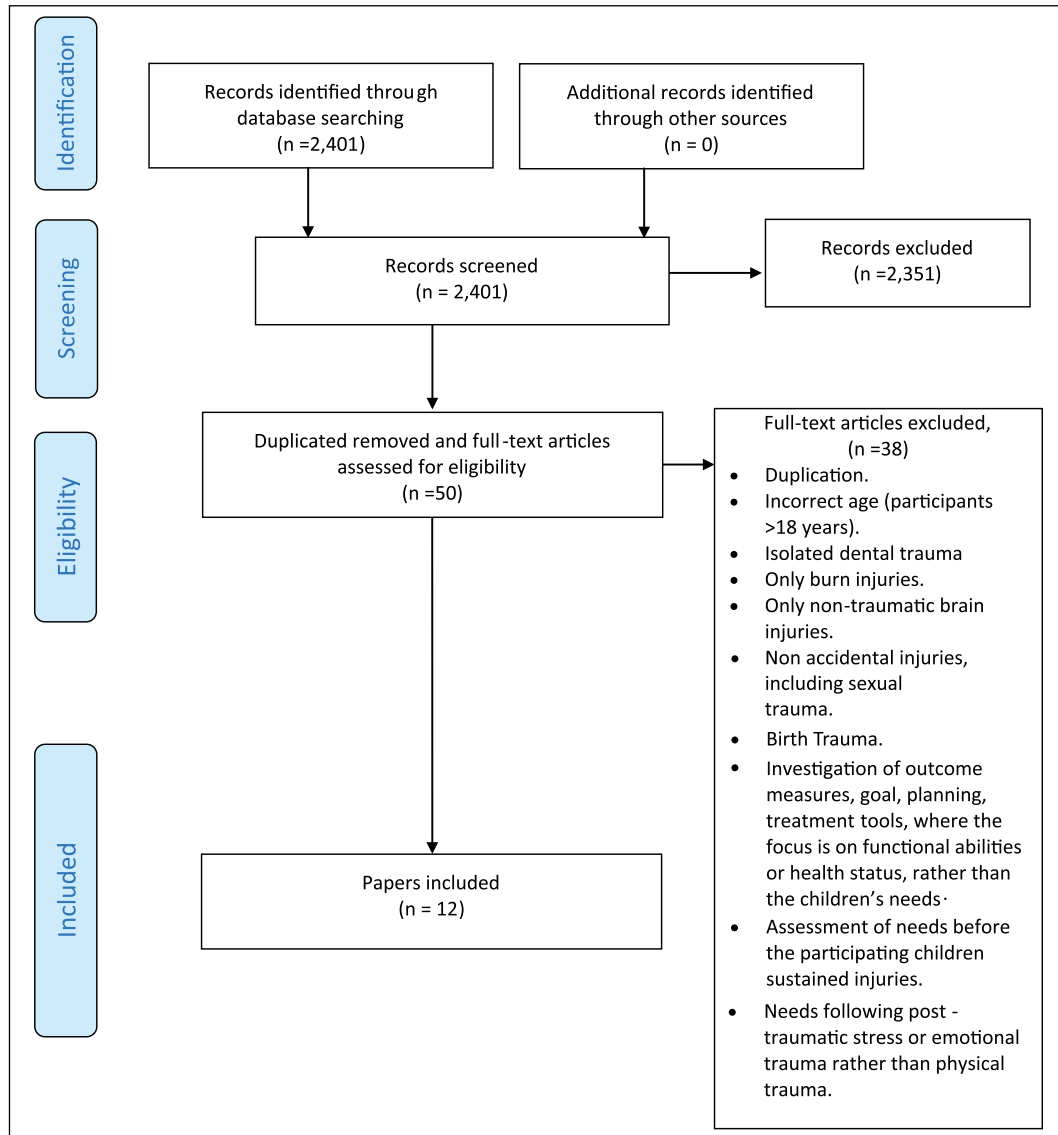 Identification
Records identified through
database searching
(n =2,401)
Additional records identified
through other sources
(n = 0)
Screening
Records screened
(n = 2,401)
Records excluded
(n =2,351)
Eligibility
Duplicated removed and full-text articles
assessed for eligibility
(n =50)
Full-text articles excluded,
(n =38)
• Duplication.
• Incorrect age (participants
>18 years).
• Isolated dental trauma
• Only burn injuries.
• Only non-traumatic brain
injuries.
• Non accidental injuries,
including sexual
trauma.
• Birth Trauma.
• Investigation of outcome
measures, goal, planning,
treatment tools, where the
focus is on functional abilities
or health status, rather than
the children's needs·
• Assessment of needs before
the participating children
sustained injuries.
• Needs following post -
traumatic stress or emotional
trauma rather than physical
trauma.
Included
Papers included
(n = 12)